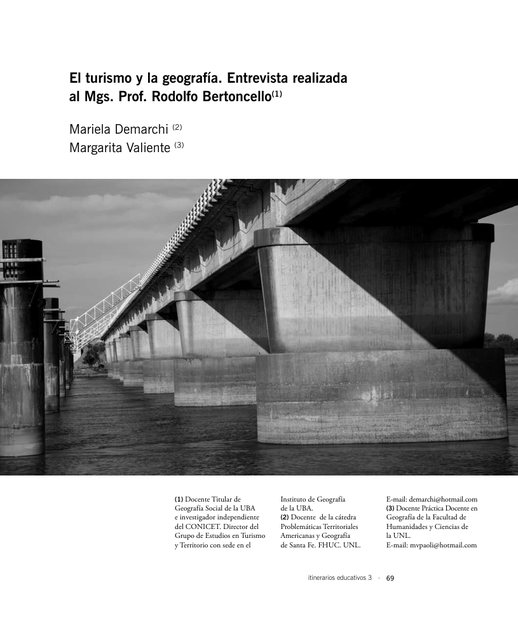 El turismo y la geografía. Entrevista realizada
al Mgs. Prof. Rodolfo Bertoncello(1)
Mariela Demarchi (2)
Margarita Valiente (3)
(1) Docente Titular de
Geografía Social de la UBA
e investigador independiente
del CONICET. Director del
Grupo de Estudios en Turismo
y Territorio con sede en el
Instituto de Geografía
de la UBA.
(2) Docente de la cátedra
Problemáticas Territoriales
Americanas y Geografía
de Santa Fe. FHUC. UNL.
E-mail: demarchi@hotmail.com
(3) Docente Práctica Docente en
Geografía de la Facultad de
Humanidades y Ciencias de
la UNL.
E-mail: mvpaoli@hotmail.com
itinerarios educativos 3 · 69